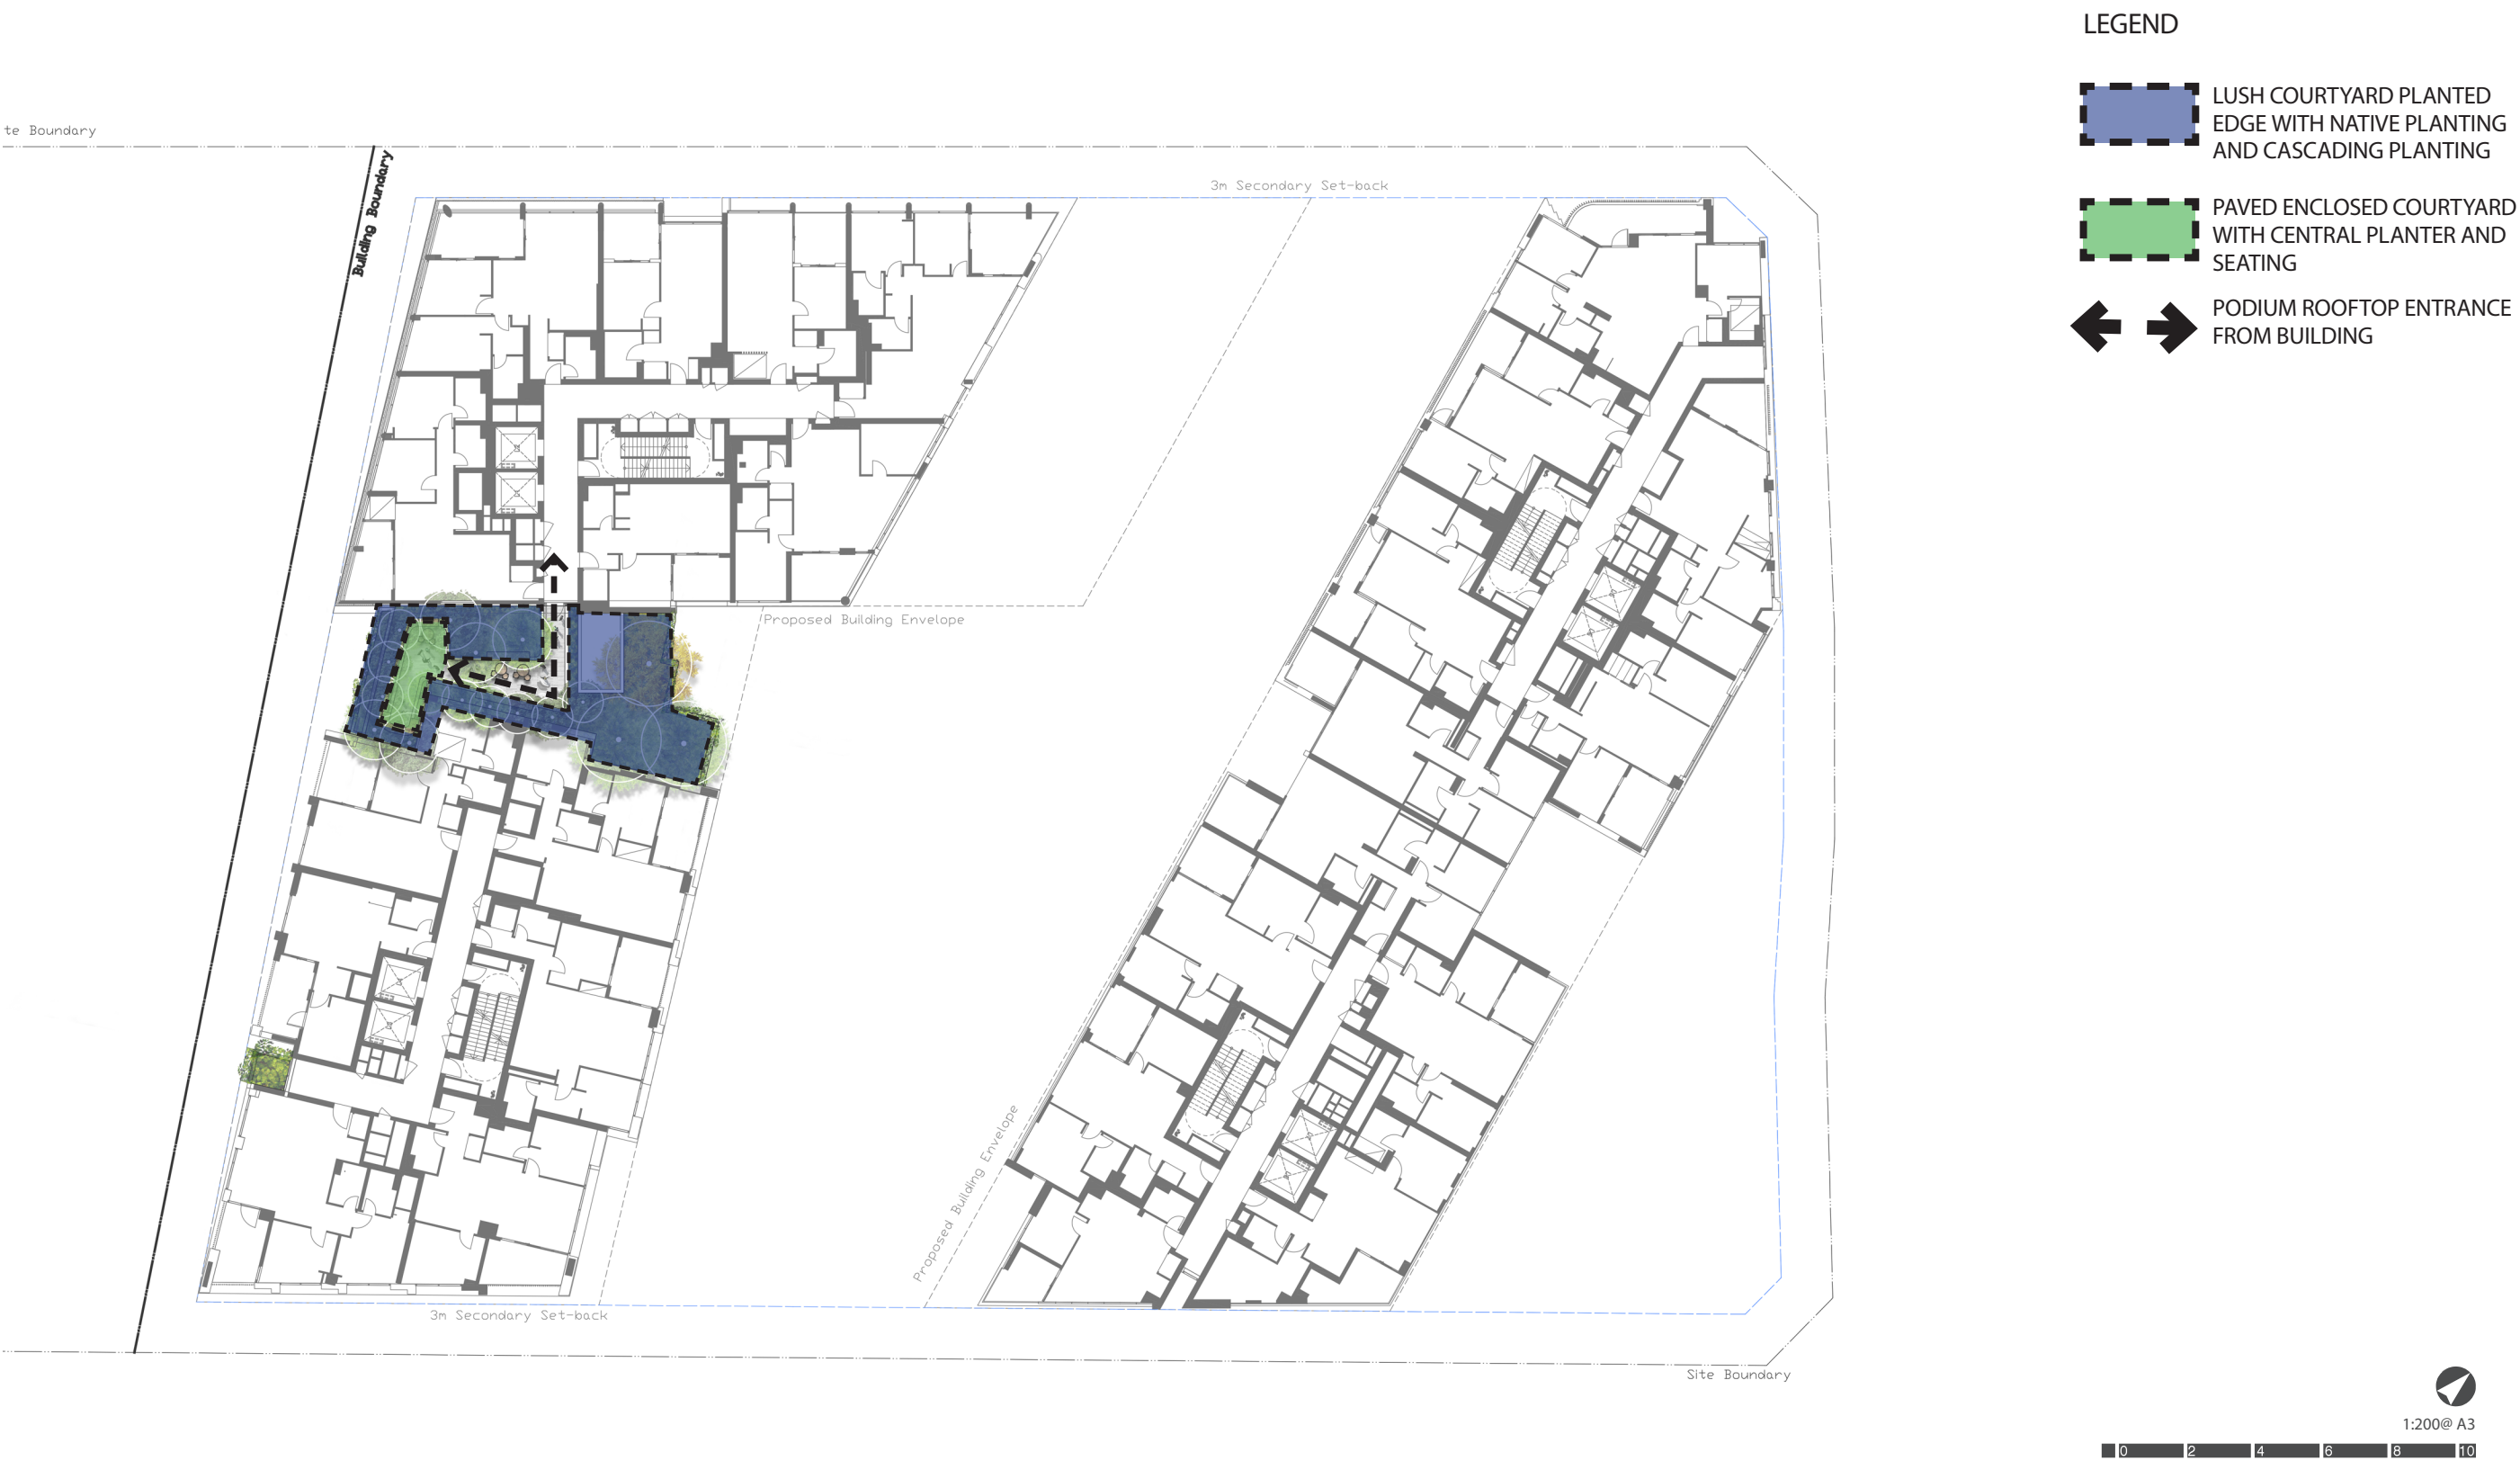 LEGEND
LUSH COURTYARD PLANTED
EDGE WITH NATIVE PLANTING
AND CASCADING PLANTING
PAVED ENCLOSED COURTYARD
WITH CENTRAL PLANTER AND
SEATING
PODIUM ROOFTOP ENTRANCE
FROM BUILDING
te Boundary
Building Boundary
3m Secondary Set-back
Proposed Building Envelope
Proposed Building Envelope
3m Secondary Set-back
Site Boundary
1:200@ A3
0 2 4 6 8 10